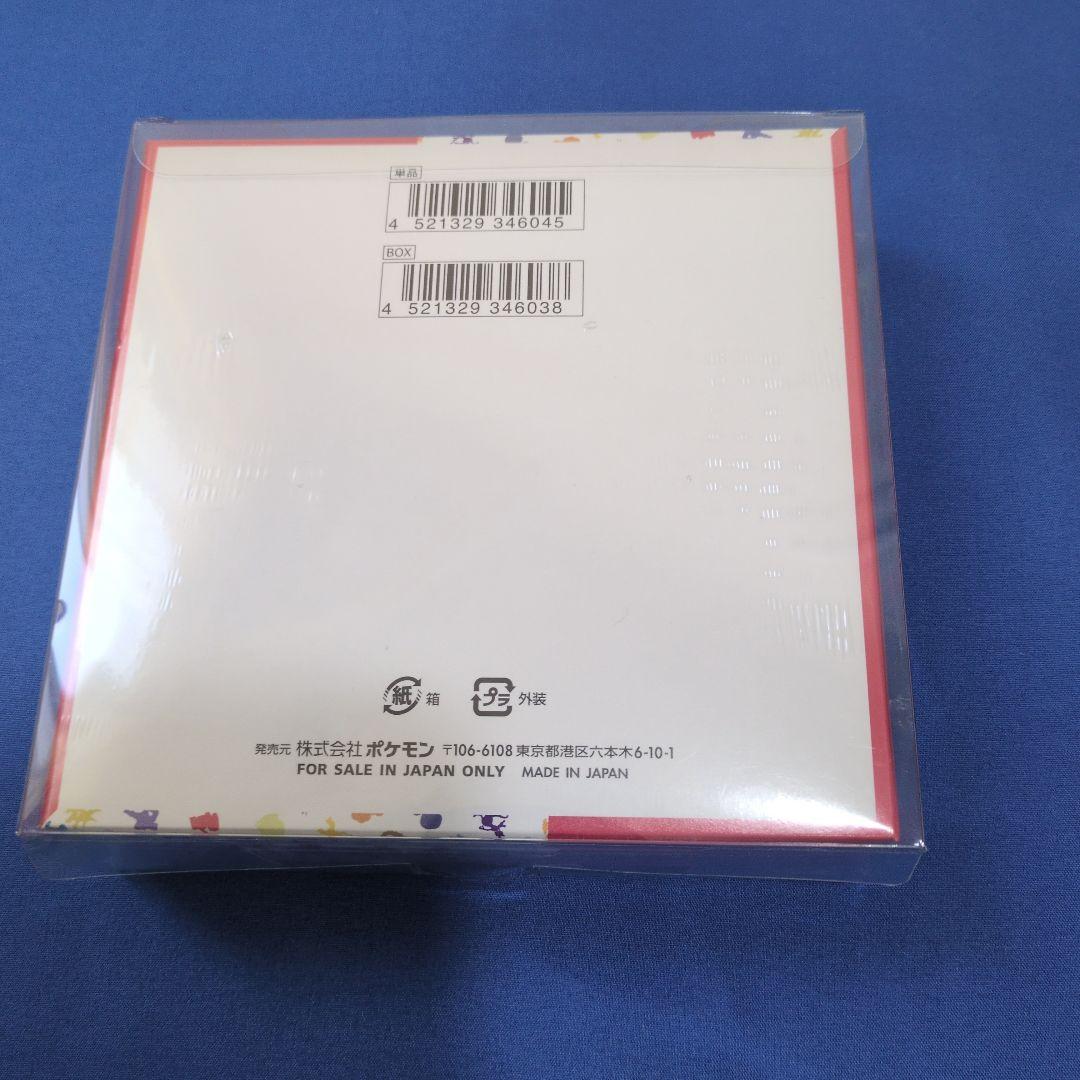 単品
4 521329 346045
BOX
4 521329 346038
紙 箱 プラ 外装
発売元 株式会社 ポケモン 〒106-6108 東京都港区六本木6-10-1
FOR SALE IN JAPAN ONLY MADE IN JAPAN